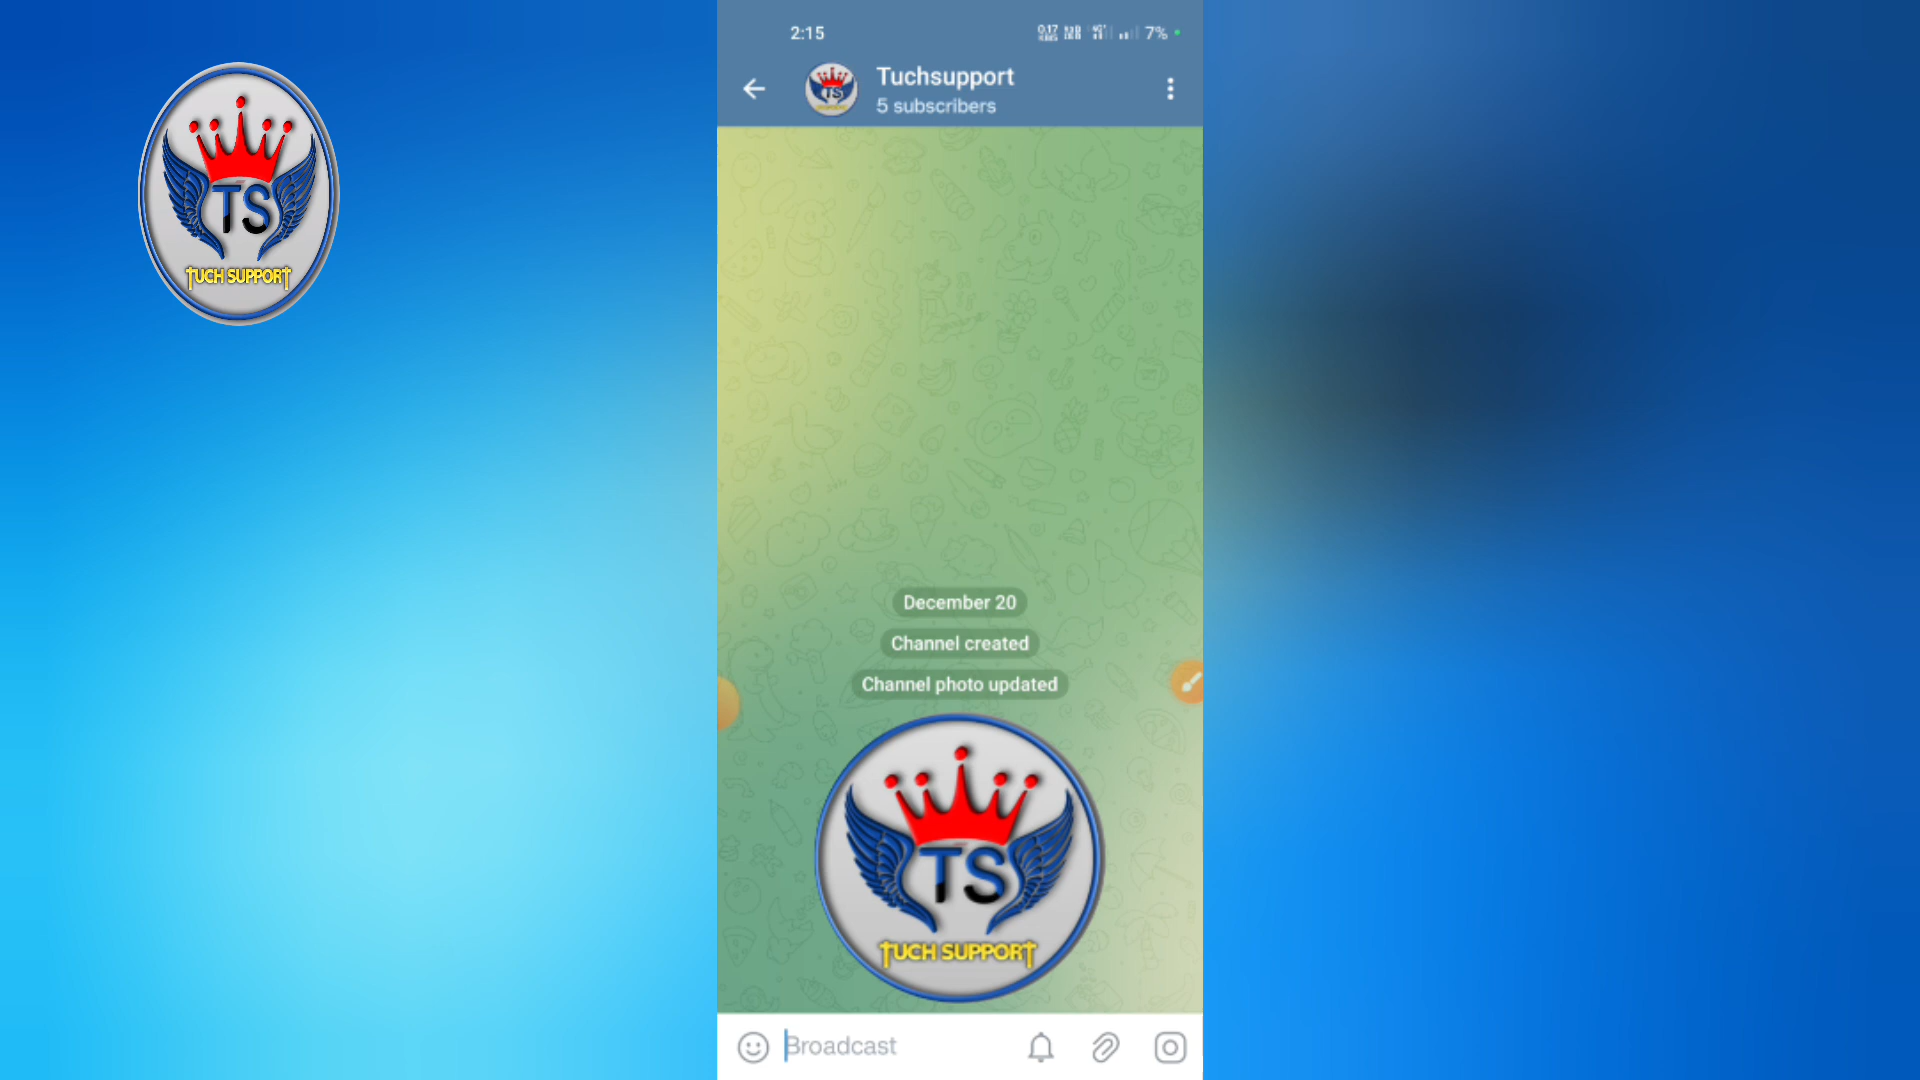 TS
TUCH SUPPORT
2:15
7%
Tuchsupport
5 subscribers
December 20
Channel created
Channel photo updated
TS
TUCH SUPPORT
Broadcast